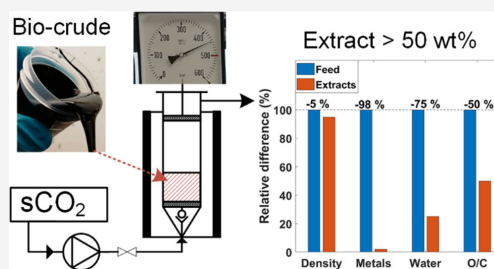 Bio-crude
sCO₂
Extract > 50 wt%
Feed
Extracts
Relative difference (%)
100
80
60
40
20
0
-5 %
-98 %
-75 %
-50 %
Density
Metals
Water
O/C